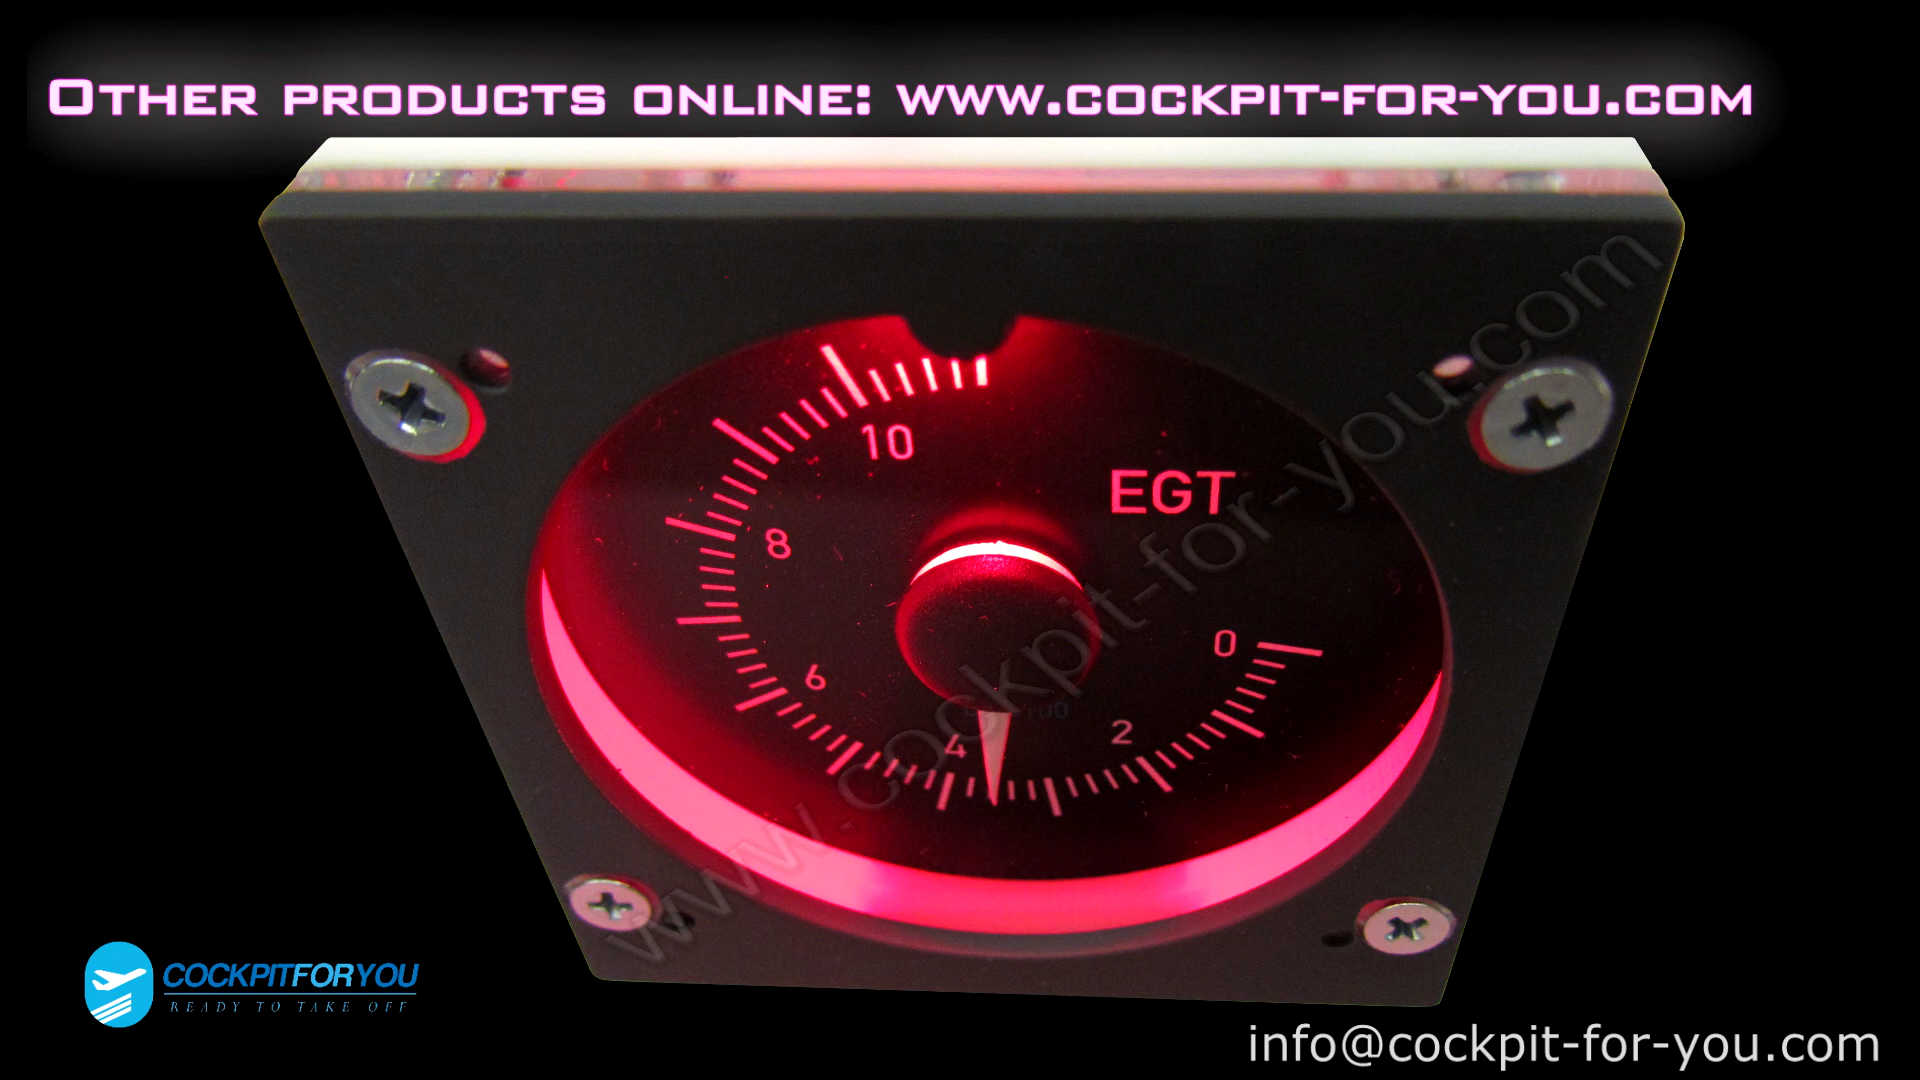 OTHER PRODUCTS ONLINE: WWW.COCKPIT-FOR-YOU.COM
10
EGT
8
0
6
2
4
www.cockpit-for-you.com
COCKPITFORYOU
READY TO TAKE OFF
info@cockpit-for-you.com